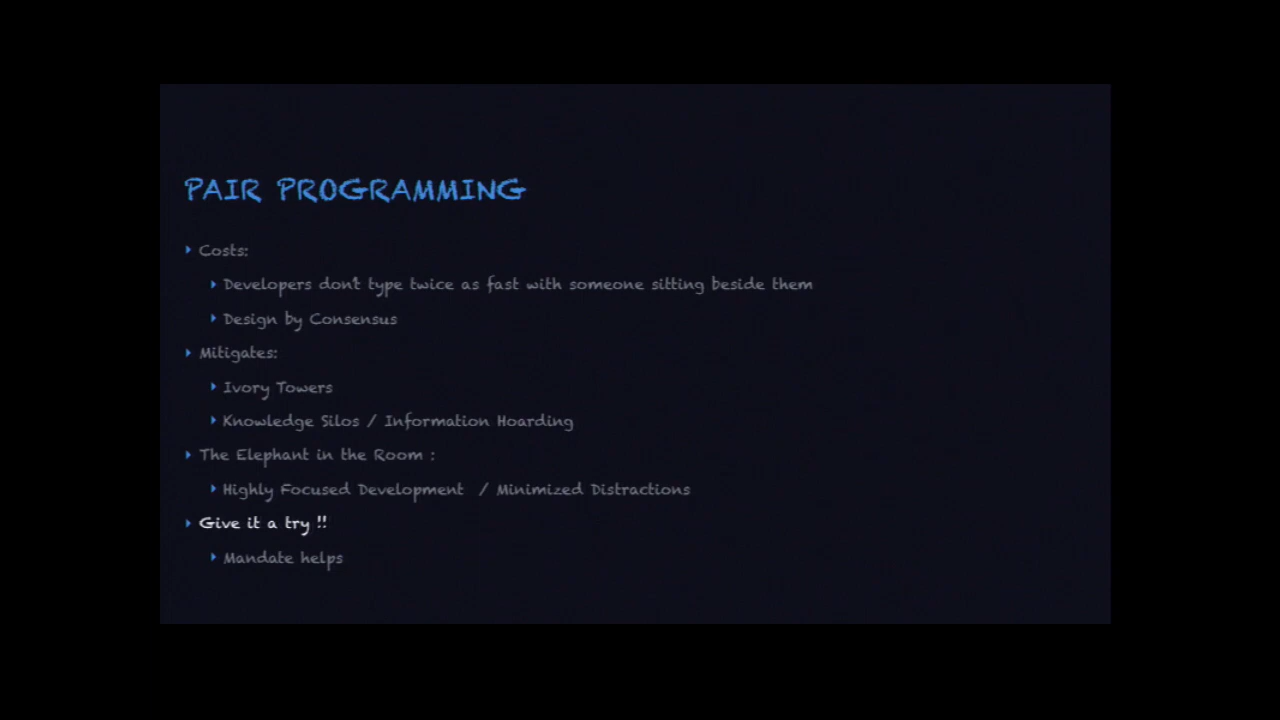 PAIR PROGRAMMING
Costs:
Developers don't type twice as fast with someone sitting beside them
Design by Consensus
Mitigates:
Ivory Towers
Knowledge Silos / Information Hoarding
The Elephant in the Room :
Highly Focused Development / Minimized Distractions
Give it a try !!
Mandate helps